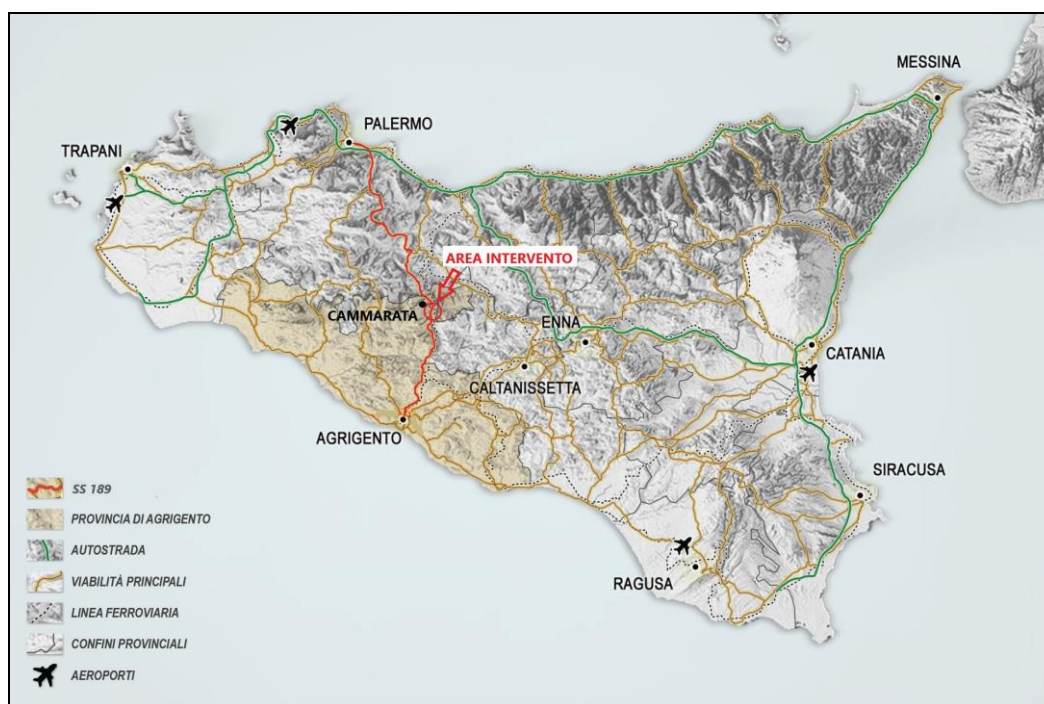 MESSINA
PALERMO
TRAPANI
AREA INTERVENTO
CAMMARATA
ENNA
CATANIA
CALTANISSETTA
AGRIGENTO
SIRACUSA
RAGUSA
SS 189
PROVINCIA DI AGRIGENTO
AUTOSTRADA
VIABILITÀ PRINCIPALI
LINEA FERROVIARIA
CONFINI PROVINCIALI
AEROPORTI